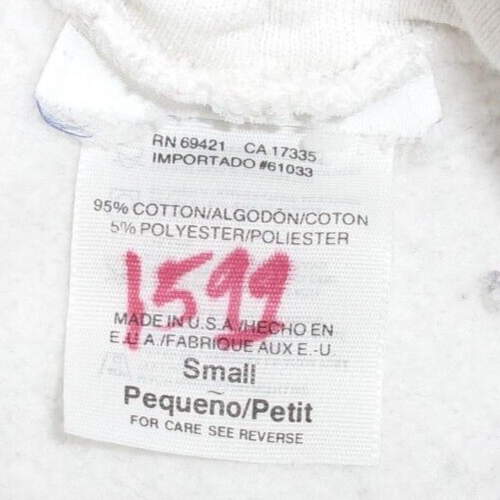 RN 69421 CA 17335
IMPORTADO #61033
95% COTTON/ALGODÓN/COTON
5% POLYESTER/POLIESTER
1599
MADE IN U.S.A./HECHO EN
E.U.A./FABRIQUE AUX E.-U
Small
Pequeño/Petit
FOR CARE SEE REVERSE